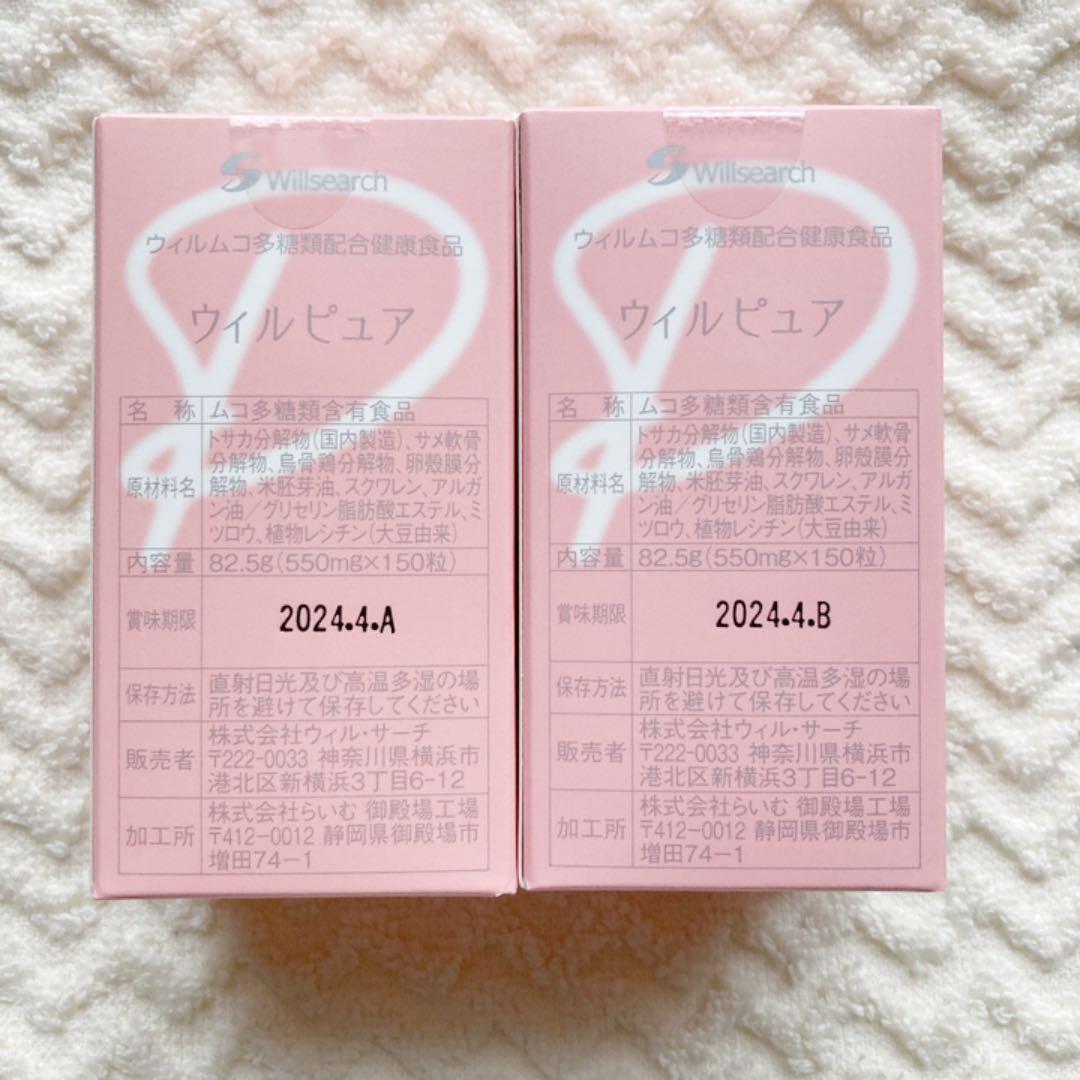 Willsearch
ウィルムコ多糖類配合健康食品
ウィルピュア
名 称 ムコ多糖類含有食品
原材料名 トサカ分解物(国内製造)、サメ軟骨
分解物、烏骨鶏分解物、卵殻膜分
解物、米胚芽油、スクワレン、アルガ
ン油/グリセリン脂肪酸エステル、ミ
ツロウ、植物レシチン(大豆由来)
内容量 82.5g(550mg×150粒)
賞味期限 2024.4.A
保存方法 直射日光及び高温多湿の場
所を避けて保存してください
販売者 株式会社ウィル・サーチ
〒222-0033 神奈川県横浜市
港北区新横浜3丁目6-12
加工所 株式会社らいむ 御殿場工場
〒412-0012 静岡県御殿場市
増田74-1
Willsearch
ウィルムコ多糖類配合健康食品
ウィルピュア
名 称 ムコ多糖類含有食品
原材料名 トサカ分解物(国内製造)、サメ軟骨
分解物、烏骨鶏分解物、卵殻膜分
解物、米胚芽油、スクワレン、アルガ
ン油/グリセリン脂肪酸エステル、ミ
ツロウ、植物レシチン(大豆由来)
内容量 82.5g(550mg×150粒)
賞味期限 2024.4.B
保存方法 直射日光及び高温多湿の場
所を避けて保存してください
販売者 株式会社ウィル・サーチ
〒222-0033 神奈川県横浜市
港北区新横浜3丁目6-12
加工所 株式会社らいむ 御殿場工場
〒412-0012 静岡県御殿場市
増田74-1